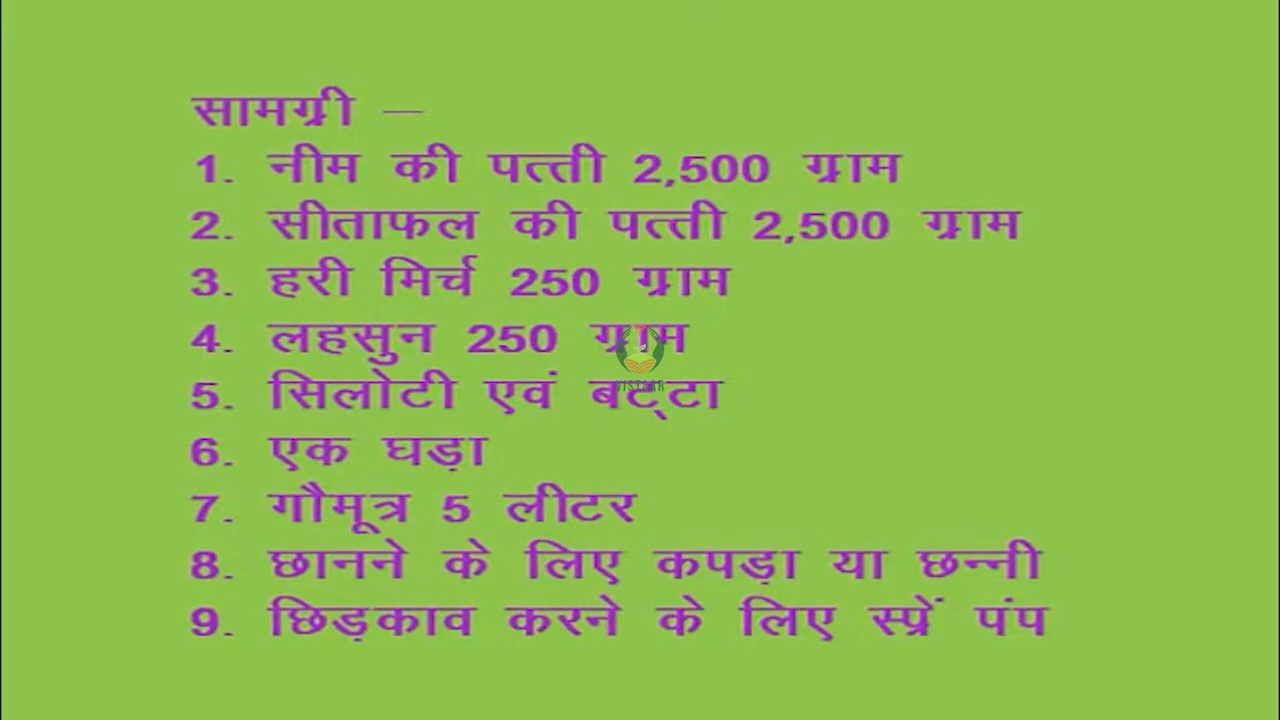 सामग्री –
1. नीम की पत्त्ती 2,500 ग्राम
2. सीताफल की पत्त्ती 2,500 ग्राम
3. हरी मिर्च 250 ग्राम
4. लहसुन 250 ग्राम
VISTAAR
5. सिलोटी एवं बट्टा
6. एक घड़ा
7. गौमूत्र 5 लीटर
8. छानने के लिए कपड़ा या छन्नी
9. छिड़काव करने के लिए स्प्रें पंप